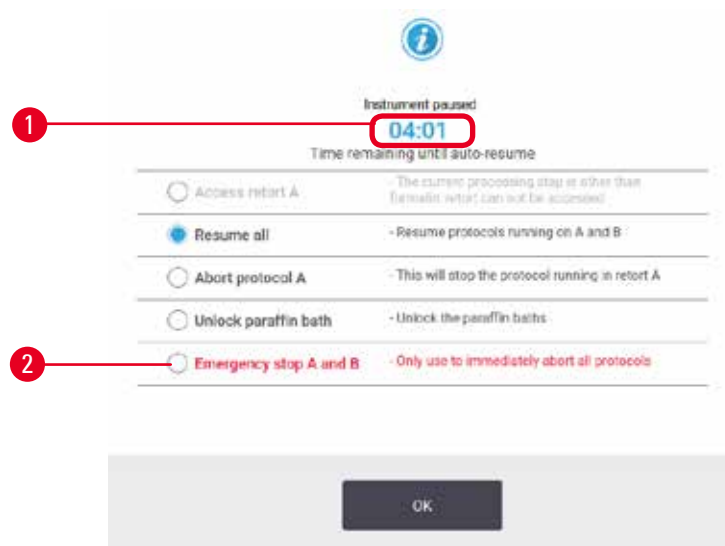 i
Instrument paused
1
04:01
Time remaining until auto-resume
Access retort A
- The current processing step is other than
formalin, retort can not be accessed
Resume all
- Resume protocols running on A and B
Abort protocol A
- This will stop the protocol running in retort A
Unlock paraffin bath
- Unlock the paraffin baths
2
Emergency stop A and B
- Only use to immediately abort all protocols
OK